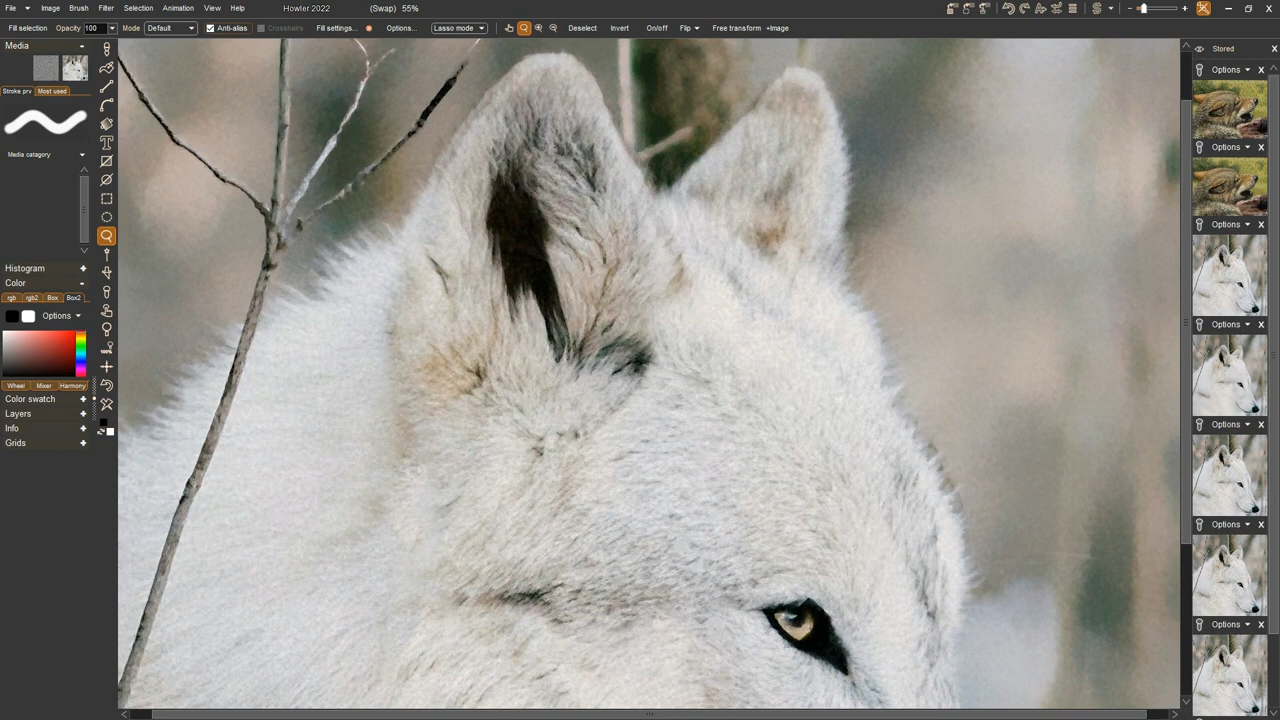 File Image Brush Filter Selection Animation View Help Howler 2022 (Swap) 55%
Fill selection Opacity 100 Mode Default Anti-alias Crosshairs Fill settings... Options... Lasso mode Deselect Invert On/off Flip Free transform +Image
Media
Stored
Options X
Stroke prv Most used
Media catagory
Options X
Options X
Histogram
Color
rgb rgb2 Box Box2
Options
Options X
Wheel Mixer Harmony
Color swatch
Layers
Options X
Info
Grids
Options X
Options X